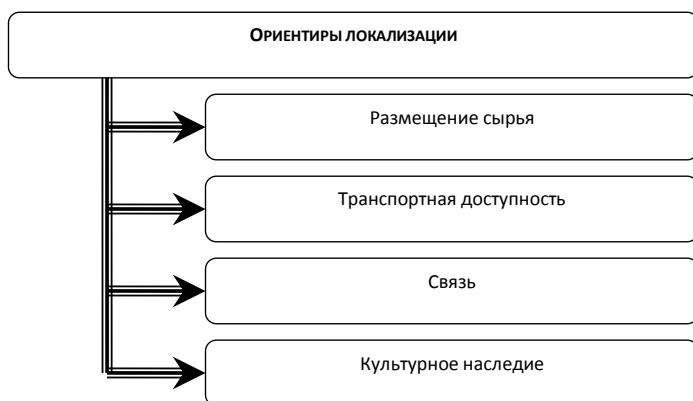 ОРИЕНТИРЫ ЛОКАЛИЗАЦИИ
Размещение сырья
Транспортная доступность
Связь
Культурное наследие